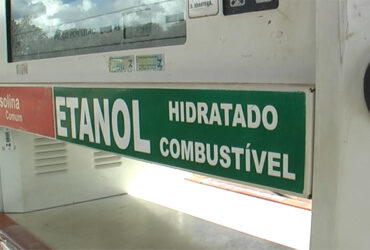 solina
Comum
ETANOL
HIDRATADO
COMBUSTÍVEL